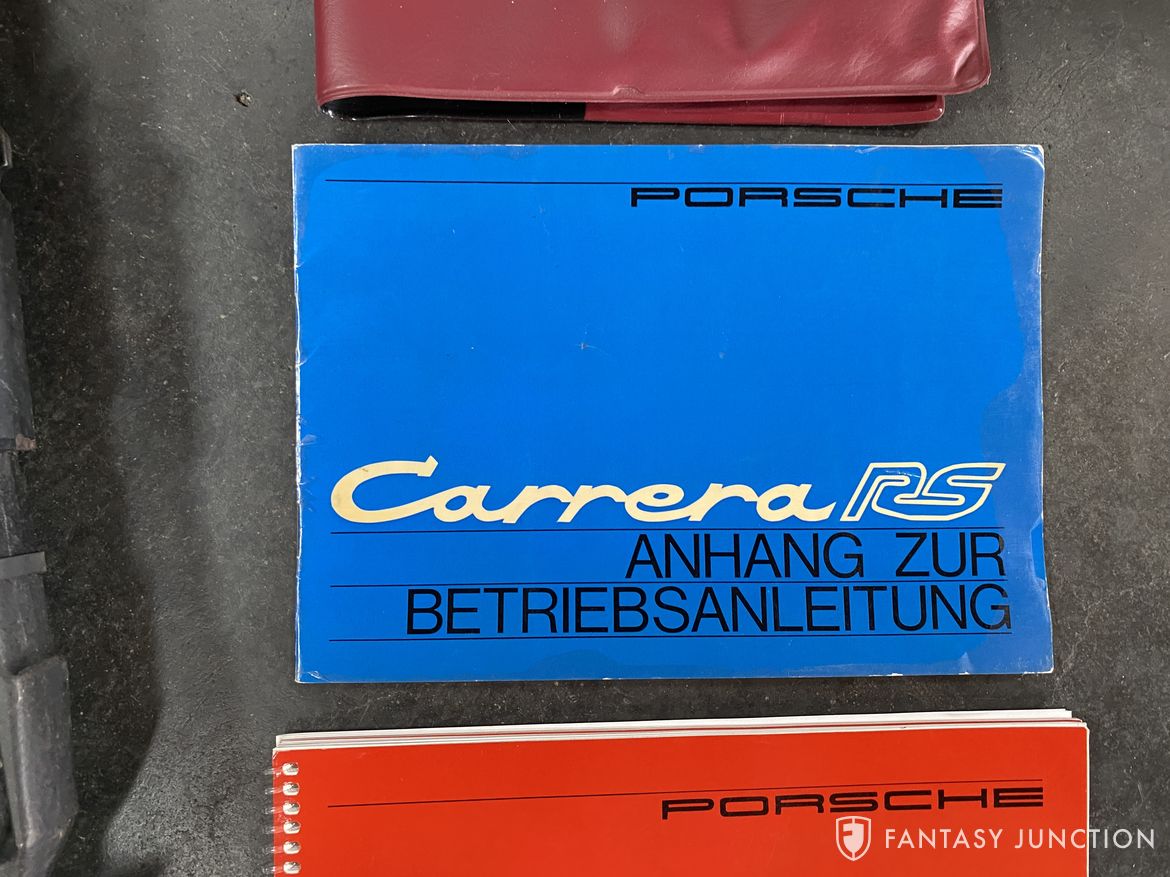 PORSCHE
Carrera RS
ANHANG ZUR
BETRIEBSANLEITUNG
PORSCHE
FANTASY JUNCTION